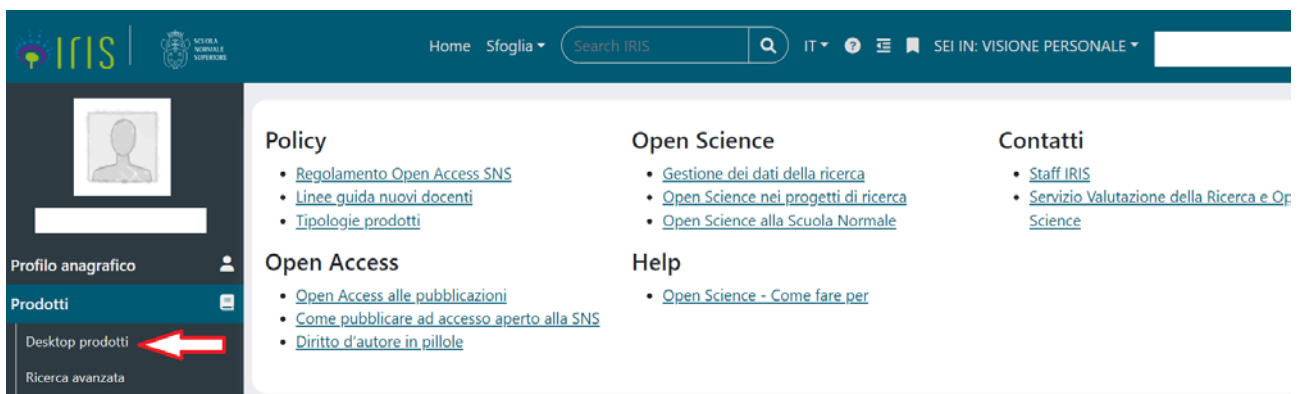 IRIS
SCUOLA
NORMALE
SUPERIORE
Home Sfoglia Search IRIS IT ? SEI IN: VISIONE PERSONALE
Profilo anagrafico
Prodotti
Desktop prodotti
Ricerca avanzata
Policy
• Regolamento Open Access SNS
• Linee guida nuovi docenti
• Tipologie prodotti
Open Science
• Gestione dei dati della ricerca
• Open Science nei progetti di ricerca
• Open Science alla Scuola Normale
Contatti
• Staff IRIS
• Servizio Valutazione della Ricerca e Op
Science
Open Access
• Open Access alle pubblicazioni
• Come pubblicare ad accesso aperto alla SNS
• Diritto d'autore in pillole
Help
• Open Science - Come fare per